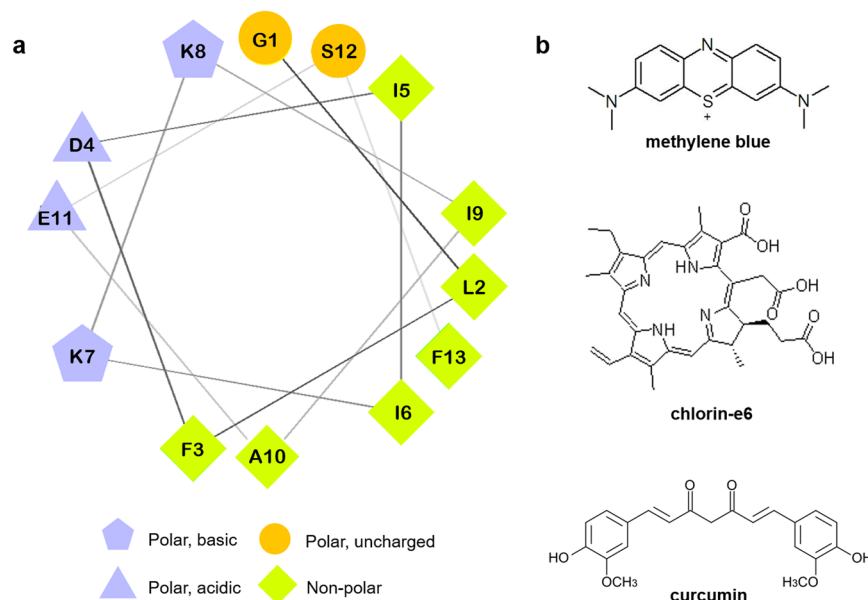 a
b
K8
G1
S12
I5
D4
E11
I9
L2
K7
F13
I6
F3
A10
Polar, basic
Polar, uncharged
Polar, acidic
Non-polar
N
N
S
+
N
methylene blue
O
OH
HN
N
O
OH
N
NH
O
OH
chlorin-e6
O
O
HO
OCH3
H3CO
OH
curcumin